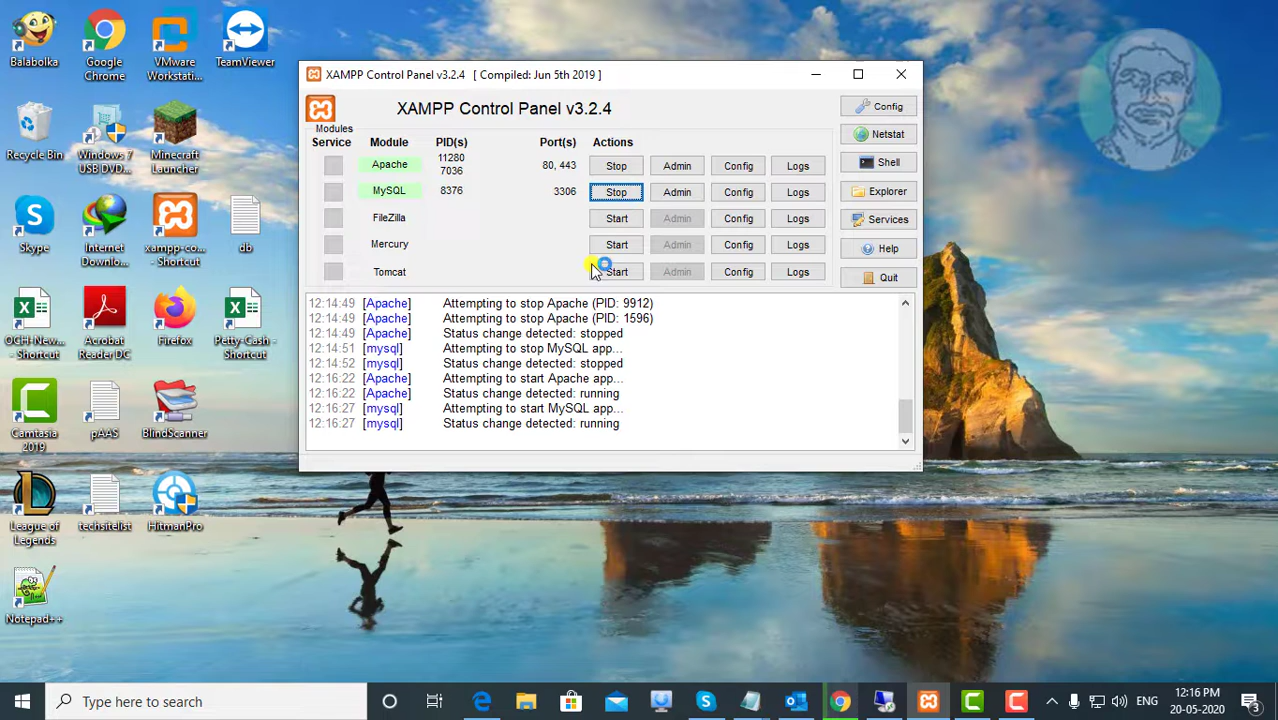 Balabolka
Google
Chrome
VMware
Workstati...
TeamViewer
XAMPP Control Panel v3.2.4 [ Compiled: Jun 5th 2019 ]
XAMPP Control Panel v3.2.4
Config
Modules
Service
Module
PID(s)
Port(s)
Actions
Netstat
Recycle Bin
Windows 7
USB DVD...
Minecraft
Launcher
Apache
11280
7036
80, 443
Stop
Admin
Config
Logs
Shell
MySQL
8376
3306
Stop
Admin
Config
Logs
Explorer
FileZilla
Start
Admin
Config
Logs
Services
Skype
Internet
Downlo...
xampp-co...
- Shortcut
db
Mercury
Start
Admin
Config
Logs
Help
Tomcat
Start
Admin
Config
Logs
Quit
12:14:49 [Apache] Attempting to stop Apache (PID: 9912)
12:14:49 [Apache] Attempting to stop Apache (PID: 1596)
12:14:49 [Apache] Status change detected: stopped
12:14:51 [mysql] Attempting to stop MySQL app...
12:14:52 [mysql] Status change detected: stopped
12:16:22 [Apache] Attempting to start Apache app...
12:16:22 [Apache] Status change detected: running
12:16:27 [mysql] Attempting to start MySQL app...
12:16:27 [mysql] Status change detected: running
OCH-New...
- Shortcut
Acrobat
Reader DC
Firefox
Petty-Cash -
Shortcut
Camtasia
2019
pAAS
BlindScanner
League of
Legends
techsitelist
HitmanPro
Notepad++
Type here to search
ENG
12:16 PM
20-05-2020
3